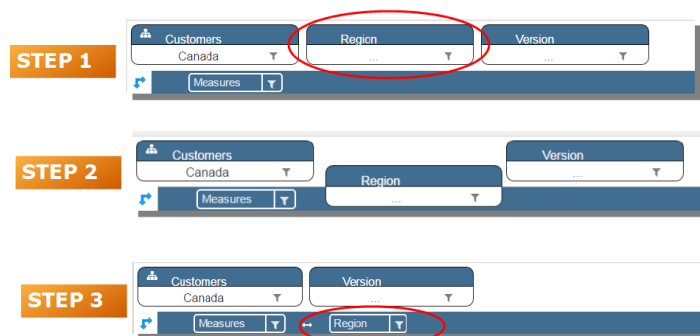 Customers Region Version
Canada ... ...
STEP 1
Measures
Customers Version
Canada ...
STEP 2
Region
Measures
...
Customers Version
Canada ...
STEP 3
Measures Region